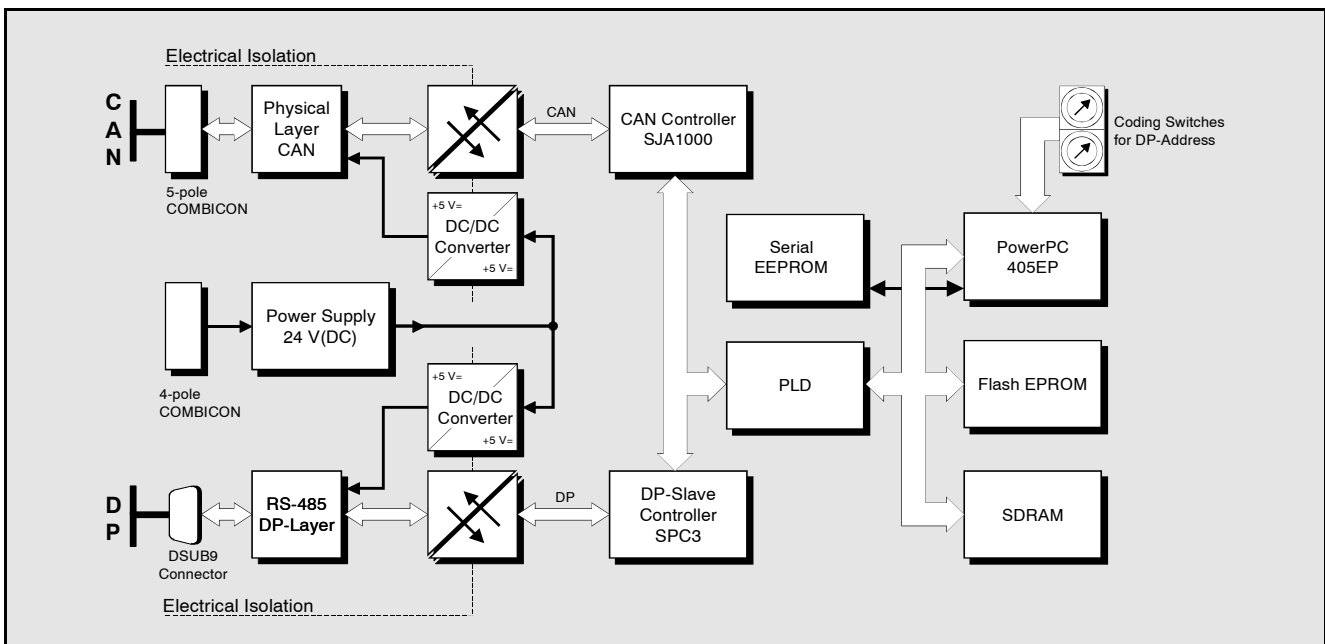 Electrical Isolation
CAN
5-pole
COMBICON
Physical
Layer
CAN
CAN
CAN Controller
SJA1000
Coding Switches
for DP-Address
+5 V=
DC/DC
Converter
+5 V=
Serial
EEPROM
PowerPC
405EP
Power Supply
24 V(DC)
4-pole
COMBICON
+5 V=
DC/DC
Converter
+5 V=
PLD
Flash EPROM
DP
DSUB9
Connector
RS-485
DP-Layer
DP
DP-Slave
Controller
SPC3
SDRAM
Electrical Isolation